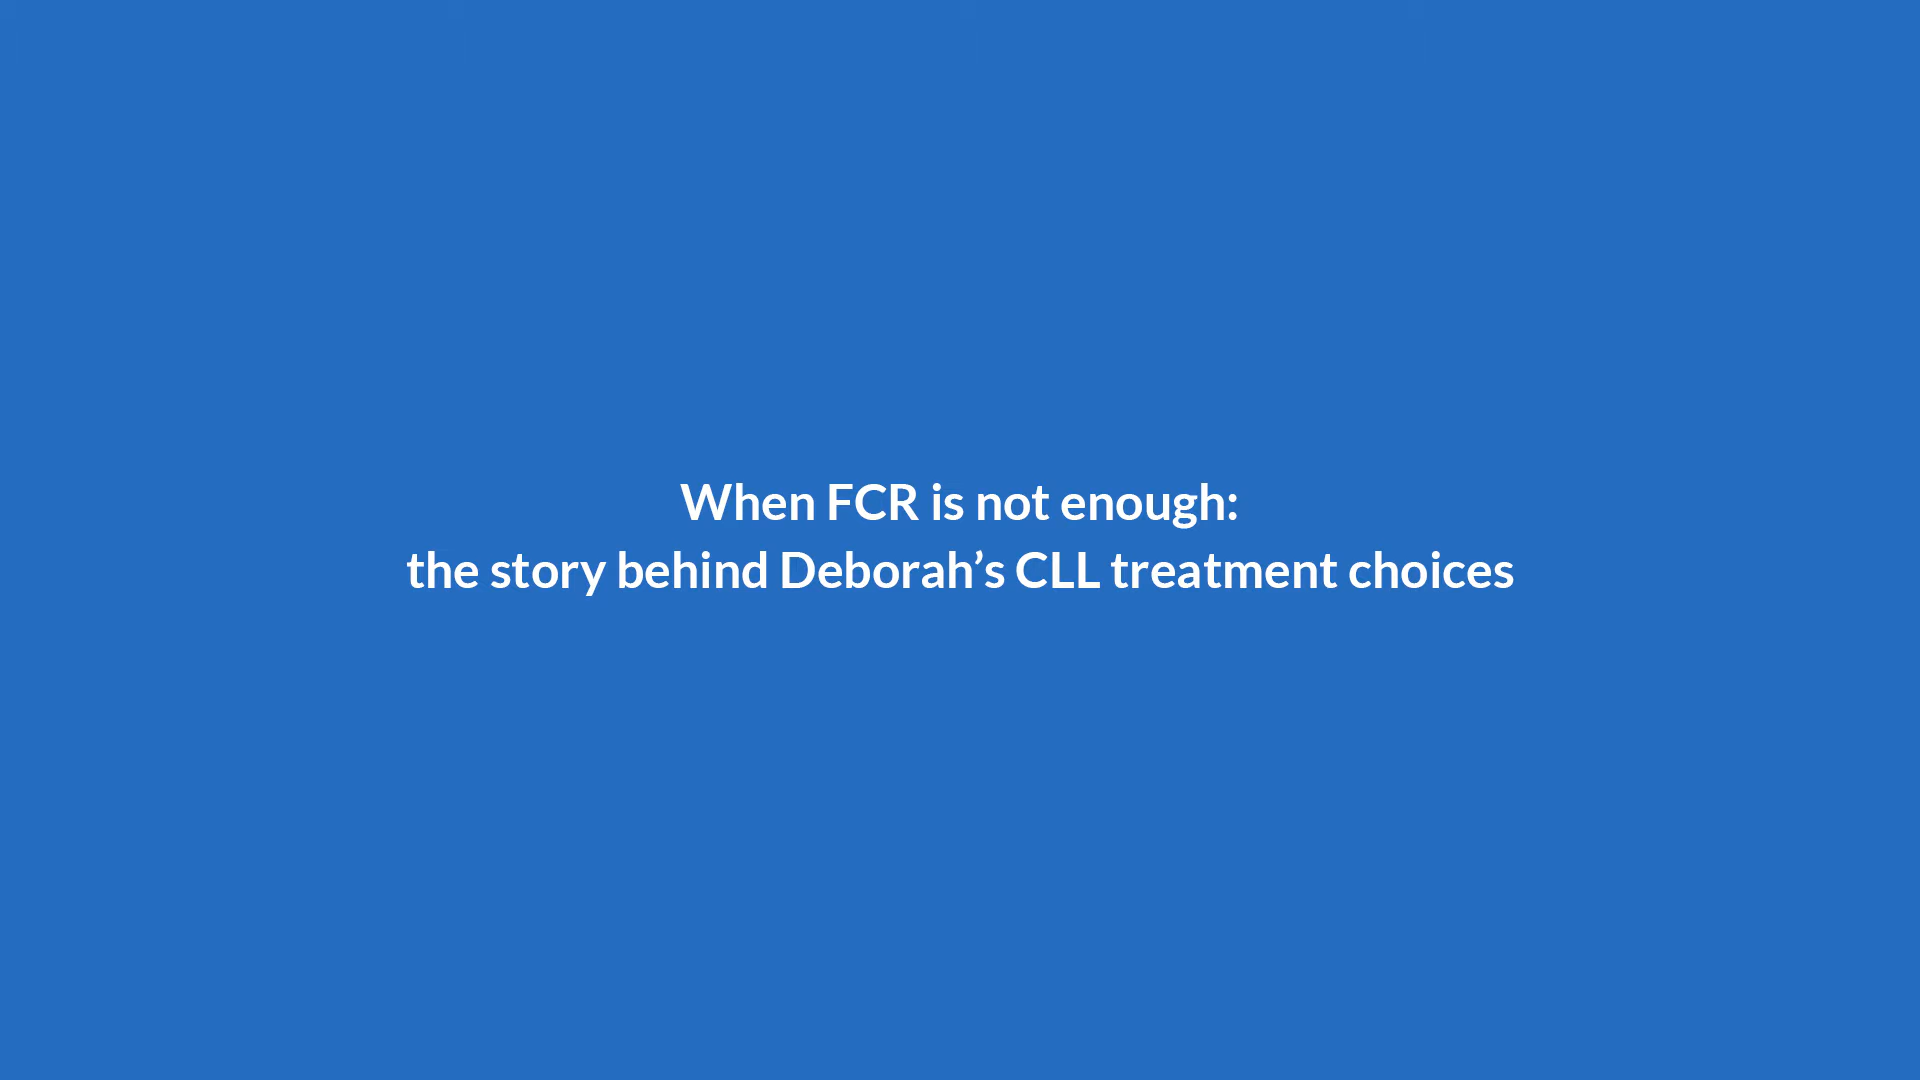 When FCR is not enough:
the story behind Deborah’s CLL treatment choices